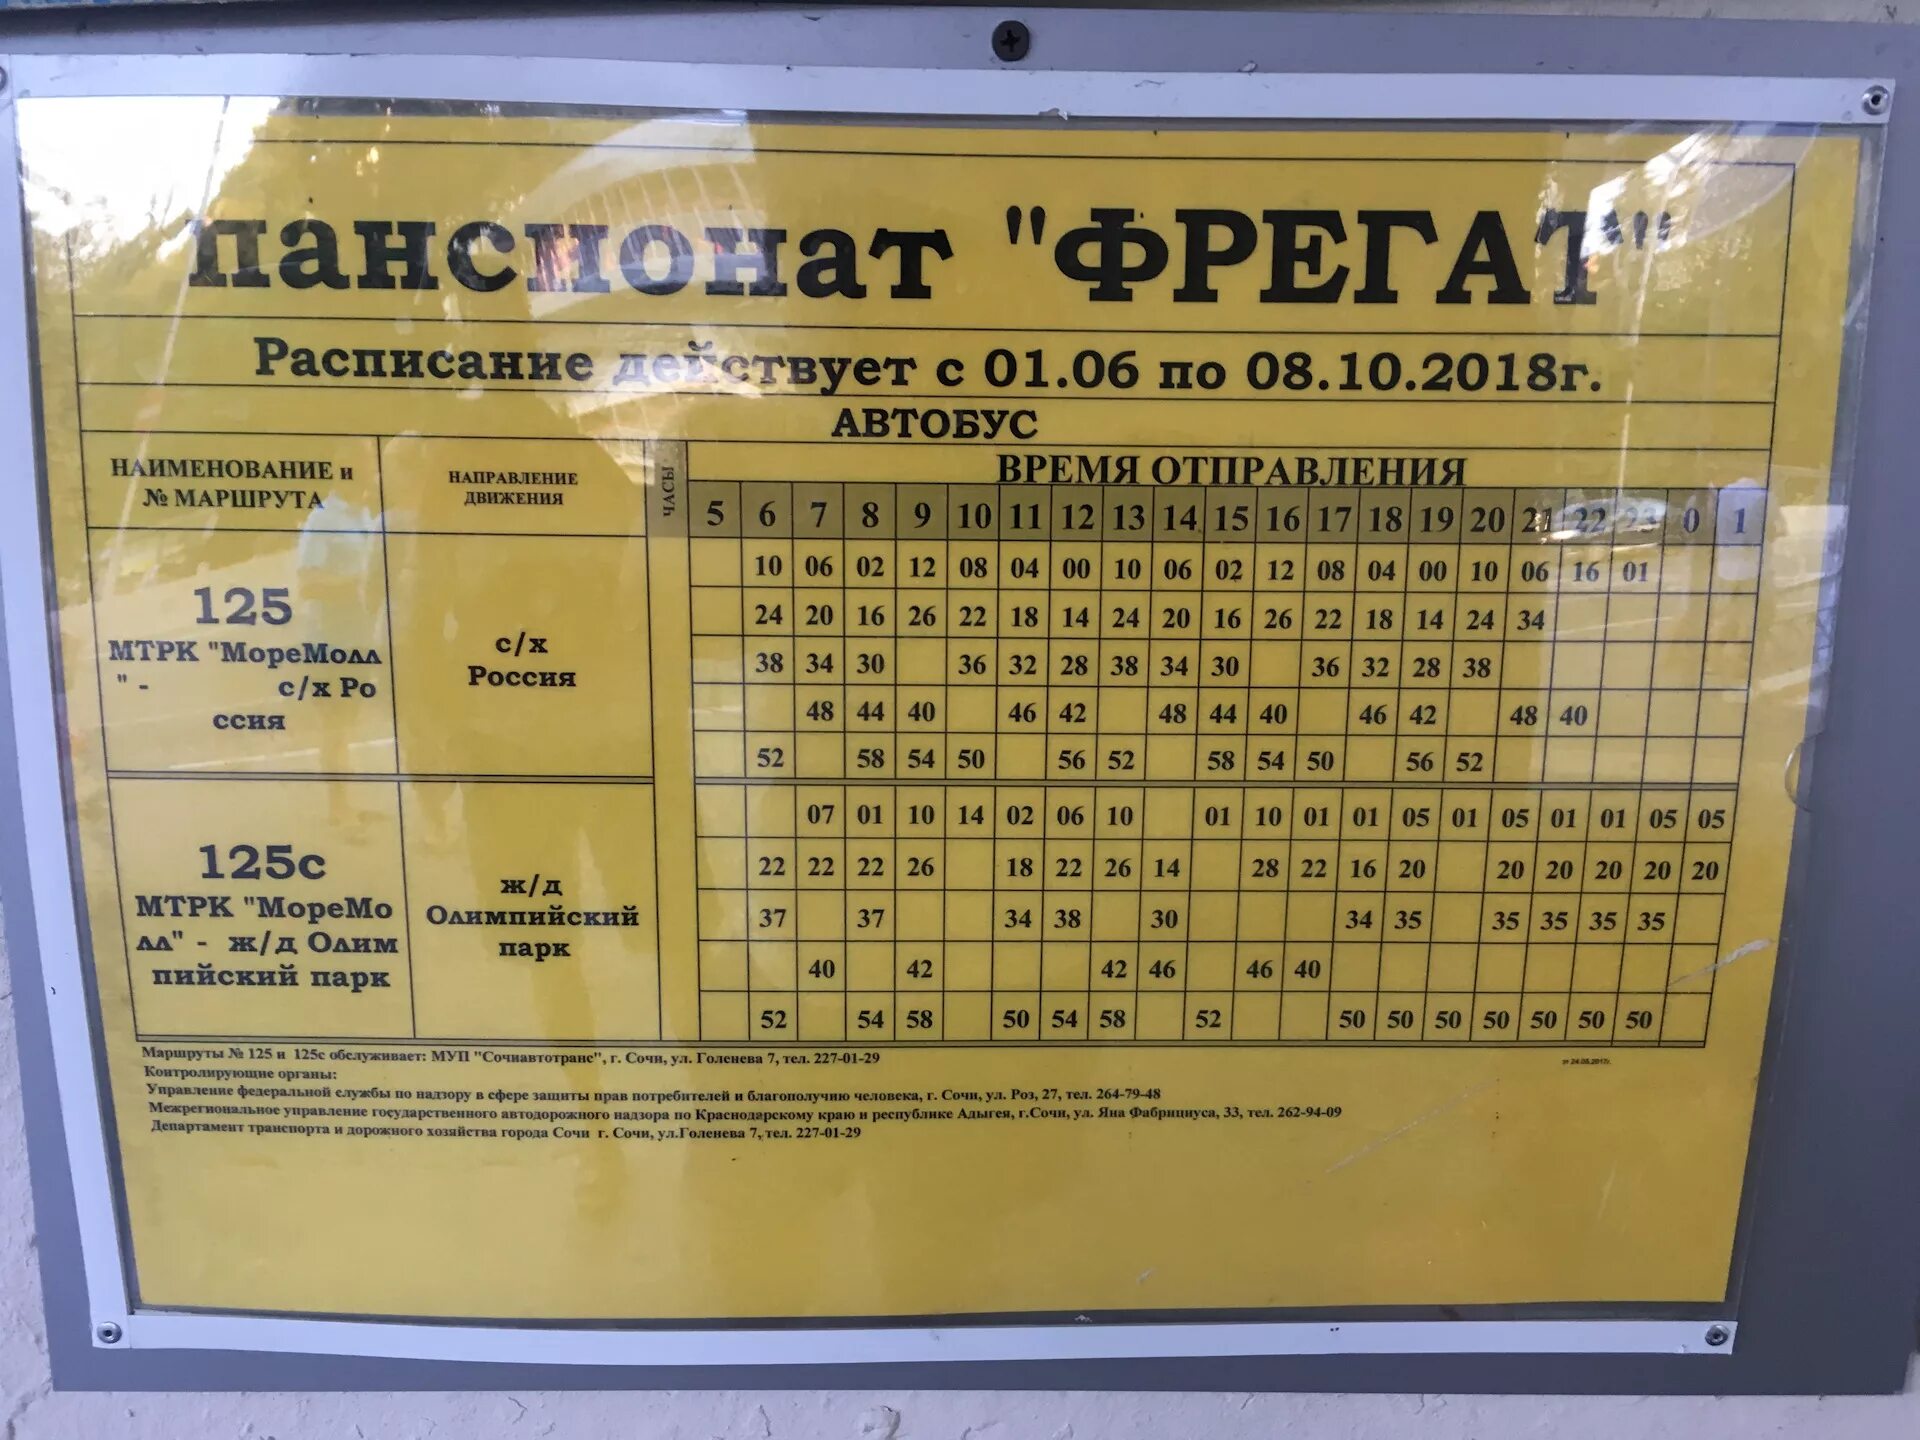 пансионат "ФРЕГАТ"
Расписание действует с 01.06 по 08.10.2018г.
АВТОБУС
НАИМЕНОВАНИЕ и № МАРШРУТА НАПРАВЛЕНИЕ ДВИЖЕНИЯ ЧАСЫ ВРЕМЯ ОТПРАВЛЕНИЯ
5 6 7 8 9 10 11 12 13 14 15 16 17 18 19 20 21 22 23 0 1
125
МТРК "МореМолл
" - с/х Ро
ссия
с/х
Россия
10 06 02 12 08 04 00 10 06 02 12 08 04 00 10 06 16 01
24 20 16 26 22 18 14 24 20 16 26 22 18 14 24 34
38 34 30 36 32 28 38 34 30 36 32 28 38
48 44 40 46 42 48 44 40 46 42 48 40
52 58 54 50 56 52 58 54 50 56 52
125с
МТРК "МореМо
лл" - ж/д Олим
пийский парк
ж/д
Олимпийский
парк
07 01 10 14 02 06 10 01 10 01 01 05 01 05 01 01 05 05
22 22 22 26 18 22 26 14 28 22 16 20 20 20 20 20 20
37 37 34 38 30 34 35 35 35 35 35
40 42 42 46 46 40
52 54 58 50 54 58 52 50 50 50 50 50 50 50
Маршруты № 125 и 125с обслуживает: МУП "Сочиавтотранс", г. Сочи, ул. Голенева 7, тел. 227-01-29
от 24.05.2017г.
Контролирующие органы:
Управление федеральной службы по надзору в сфере защиты прав потребителей и благополучию человека, г. Сочи, ул. Роз, 27, тел. 264-79-48
Межрегиональное управление государственного автодорожного надзора по Краснодарскому краю и республике Адыгея, г.Сочи, ул. Яна Фабрициуса, 33, тел. 262-94-09
Департамент транспорта и дорожного хозяйства города Сочи г. Сочи, ул.Голенева 7, тел. 227-01-29